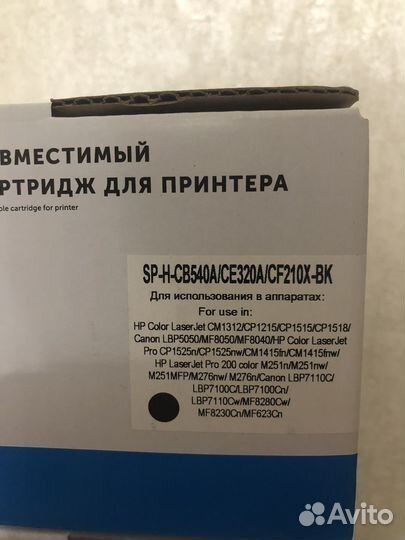 ВМЕСТИМЫЙ
РТРИДЖ ДЛЯ ПРИНТЕРА
ble cartridge for printer
SP-H-CB540A/CE320A/CF210X-BK
Для использования в аппаратах:
For use in:
HP Color LaserJet CM1312/CP1215/CP1515/CP1518/
Canon LBP5050/MF8050/MF8040/HP Color LaserJet
Pro CP1525n/CP1525nw/CM1415fn/CM1415fnw/
HP LaserJet Pro 200 color M251n/M251nw/
M251MFP/M276nw/ M276n/Canon LBP7110C/
LBP7100C/LBP7100Cn/
LBP7110Cw/MF8280Cw/
MF8230Cn/MF623Cn
Avito